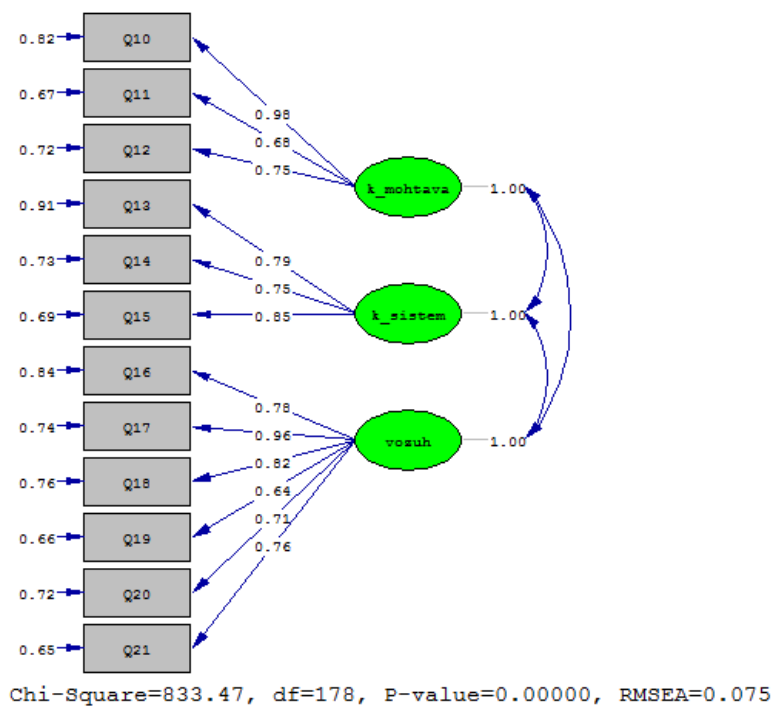 0.82 Q10
0.67 Q11
0.98
0.68
0.72 Q12
0.75
k_mohtava 1.00
0.91 Q13
0.79
0.73 Q14
0.75
0.69 Q15
0.85
k_sistem 1.00
0.84 Q16
0.78
0.74 Q17
0.96
vozuh 1.00
0.82
0.76 Q18
0.64
0.71
0.66 Q19
0.76
0.72 Q20
0.65 Q21
Chi-Square=833.47, df=178, P-value=0.00000, RMSEA=0.075